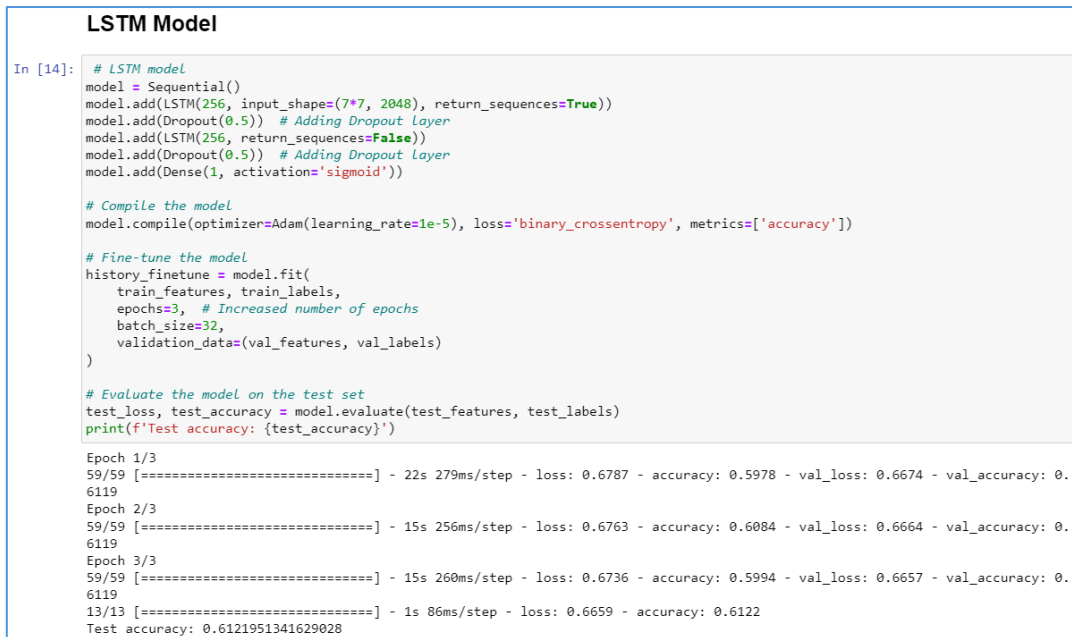 LSTM Model
In [14]: # LSTM model
model = Sequential()
model.add(LSTM(256, input_shape=(7*7, 2048), return_sequences=True))
model.add(Dropout(0.5))  # Adding Dropout layer
model.add(LSTM(256, return_sequences=False))
model.add(Dropout(0.5))  # Adding Dropout layer
model.add(Dense(1, activation='sigmoid'))
# Compile the model
model.compile(optimizer=Adam(learning_rate=1e-5), loss='binary_crossentropy', metrics=['accuracy'])
# Fine-tune the model
history_finetune = model.fit(
    train_features, train_labels,
    epochs=3,  # Increased number of epochs
    batch_size=32,
    validation_data=(val_features, val_labels)
)
# Evaluate the model on the test set
test_loss, test_accuracy = model.evaluate(test_features, test_labels)
print(f'Test accuracy: {test_accuracy}')
Epoch 1/3
59/59 [==============================] - 22s 279ms/step - loss: 0.6787 - accuracy: 0.5978 - val_loss: 0.6674 - val_accuracy: 0.
6119
Epoch 2/3
59/59 [==============================] - 15s 256ms/step - loss: 0.6763 - accuracy: 0.6084 - val_loss: 0.6664 - val_accuracy: 0.
6119
Epoch 3/3
59/59 [==============================] - 15s 260ms/step - loss: 0.6736 - accuracy: 0.5994 - val_loss: 0.6657 - val_accuracy: 0.
6119
13/13 [==============================] - 1s 86ms/step - loss: 0.6659 - accuracy: 0.6122
Test accuracy: 0.6121951341629028